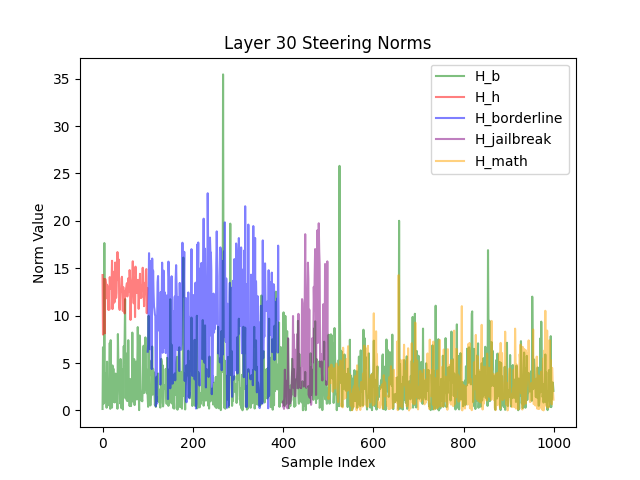 Layer 30 Steering Norms
H_b
H_h
H_borderline
H_jailbreak
H_math
Norm Value
35
30
25
20
15
10
5
0
0 200 400 600 800 1000
Sample Index